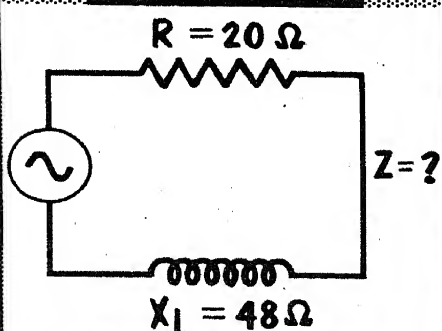 R = 20 Ω
Z = ?
X_L = 48 Ω